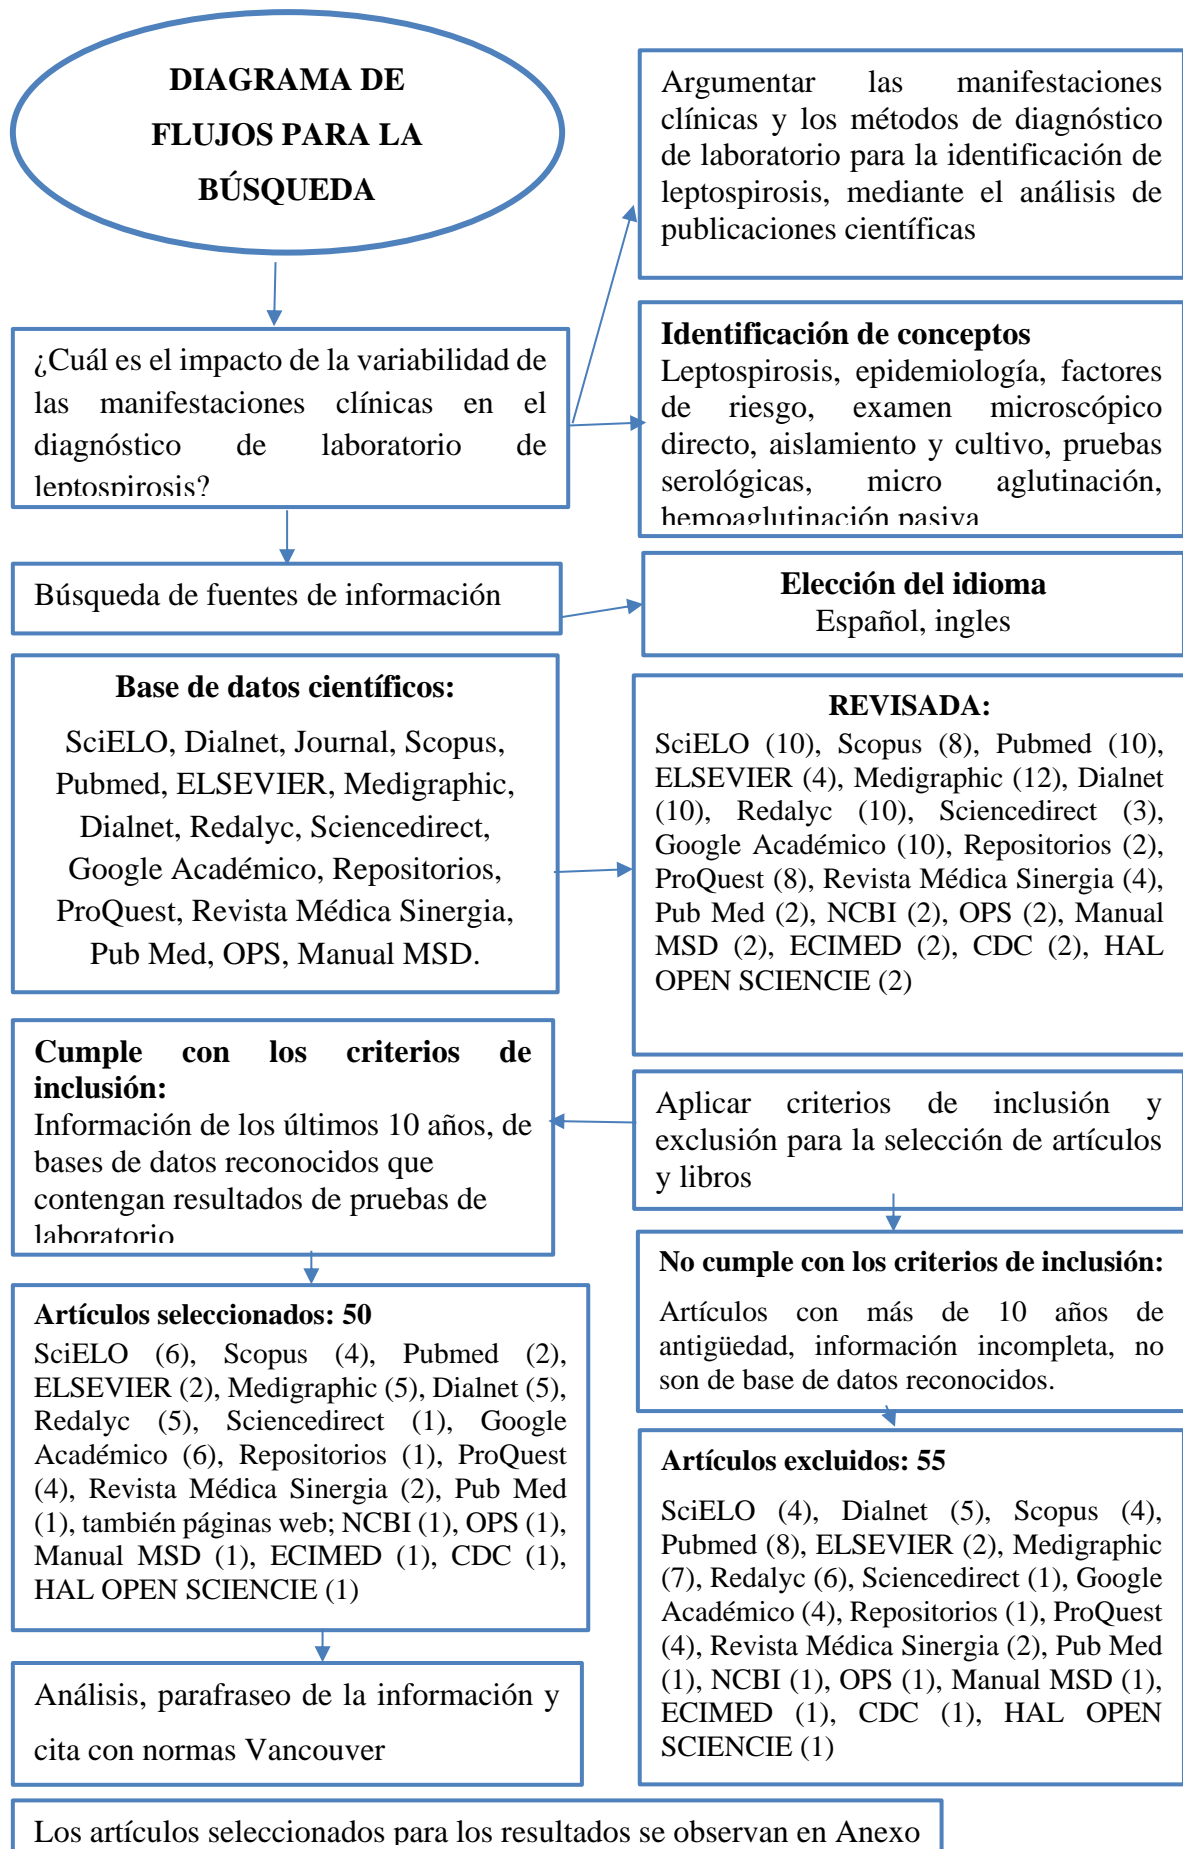 DIAGRAMA DE
FLUJOS PARA LA
BÚSQUEDA
Argumentar las manifestaciones
clínicas y los métodos de diagnóstico
de laboratorio para la identificación de
leptospirosis, mediante el análisis de
publicaciones científicas
¿Cuál es el impacto de la variabilidad de
las manifestaciones clínicas en el
diagnóstico de laboratorio de
leptospirosis?
Identificación de conceptos
Leptospirosis, epidemiología, factores
de riesgo, examen microscópico
directo, aislamiento y cultivo, pruebas
serológicas, micro aglutinación,
hemoaglutinación pasiva
Búsqueda de fuentes de información
Elección del idioma
Español, ingles
Base de datos científicos:
SciELO, Dialnet, Journal, Scopus,
Pubmed, ELSEVIER, Medigraphic,
Dialnet, Redalyc, Sciencedirect,
Google Académico, Repositorios,
ProQuest, Revista Médica Sinergia,
Pub Med, OPS, Manual MSD.
REVISADA:
SciELO (10), Scopus (8), Pubmed (10),
ELSEVIER (4), Medigraphic (12), Dialnet
(10), Redalyc (10), Sciencedirect (3),
Google Académico (10), Repositorios (2),
ProQuest (8), Revista Médica Sinergia (4),
Pub Med (2), NCBI (2), OPS (2), Manual
MSD (2), ECIMED (2), CDC (2), HAL
OPEN SCIENCIE (2)
Cumple con los criterios de
inclusión:
Información de los últimos 10 años, de
bases de datos reconocidos que
contengan resultados de pruebas de
laboratorio
Aplicar criterios de inclusión y
exclusión para la selección de artículos
y libros
No cumple con los criterios de inclusión:
Artículos con más de 10 años de
antigüedad, información incompleta, no
son de base de datos reconocidos.
Artículos seleccionados: 50
SciELO (6), Scopus (4), Pubmed (2),
ELSEVIER (2), Medigraphic (5), Dialnet (5),
Redalyc (5), Sciencedirect (1), Google
Académico (6), Repositorios (1), ProQuest
(4), Revista Médica Sinergia (2), Pub Med
(1), también páginas web; NCBI (1), OPS (1),
Manual MSD (1), ECIMED (1), CDC (1),
HAL OPEN SCIENCIE (1)
Artículos excluidos: 55
SciELO (4), Dialnet (5), Scopus (4),
Pubmed (8), ELSEVIER (2), Medigraphic
(7), Redalyc (6), Sciencedirect (1), Google
Académico (4), Repositorios (1), ProQuest
(4), Revista Médica Sinergia (2), Pub Med
(1), NCBI (1), OPS (1), Manual MSD (1),
ECIMED (1), CDC (1), HAL OPEN
SCIENCIE (1)
Análisis, parafraseo de la información y
cita con normas Vancouver
Los artículos seleccionados para los resultados se observan en Anexo